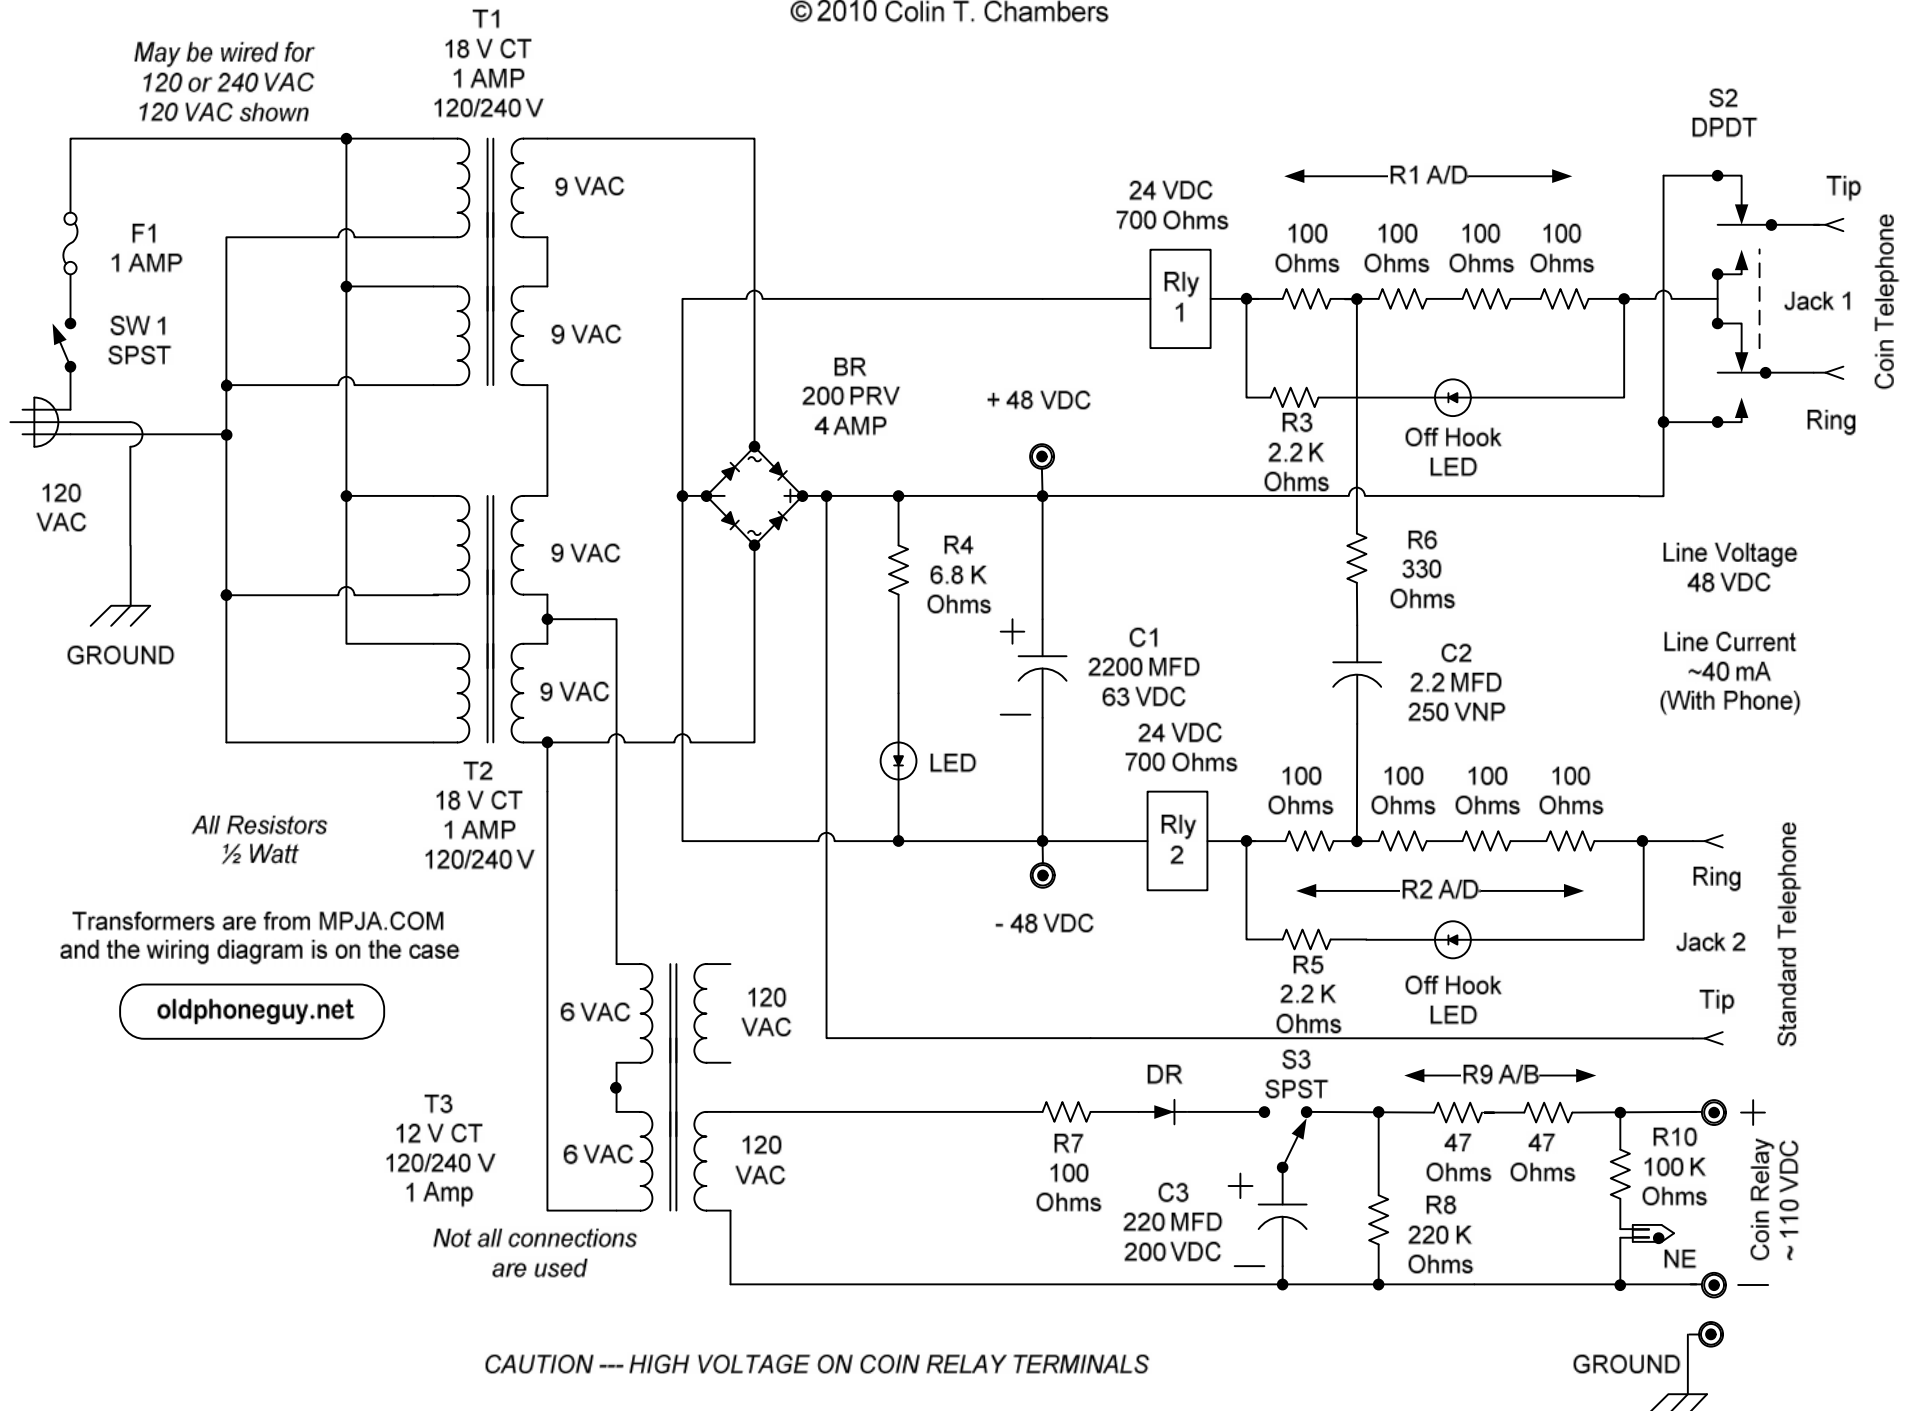 ©2010 Colin T. Chambers
May be wired for
120 or 240 VAC
120 VAC shown
T1
18 V CT
1 AMP
120/240 V
9 VAC
9 VAC
9 VAC
9 VAC
F1
1 AMP
SW 1
SPST
120
VAC
GROUND
T2
18 V CT
1 AMP
120/240 V
All Resistors
½ Watt
Transformers are from MPJA.COM
and the wiring diagram is on the case
oldphoneguy.net
BR
200 PRV
4 AMP
~
+
~
+ 48 VDC
R4
6.8 K
Ohms
LED
+
C1
2200 MFD
63 VDC
—
- 48 VDC
24 VDC
700 Ohms
Rly
1
R1 A/D
100
Ohms
100
Ohms
100
Ohms
100
Ohms
R3
2.2 K
Ohms
Off Hook
LED
S2
DPDT
Tip
Jack 1
Ring
Coin Telephone
R6
330
Ohms
C2
2.2 MFD
250 VNP
Line Voltage
48 VDC
Line Current
~40 mA
(With Phone)
24 VDC
700 Ohms
Rly
2
100
Ohms
100
Ohms
100
Ohms
100
Ohms
R2 A/D
R5
2.2 K
Ohms
Off Hook
LED
Ring
Jack 2
Tip
Standard Telephone
6 VAC
120
VAC
6 VAC
120
VAC
T3
12 V CT
120/240 V
1 Amp
Not all connections
are used
R7
100
Ohms
DR
S3
SPST
+
C3
220 MFD
200 VDC
—
R9 A/B
47
Ohms
47
Ohms
R8
220 K
Ohms
R10
100 K
Ohms
NE
+
Coin Relay
~ 110 VDC
—
GROUND
CAUTION --- HIGH VOLTAGE ON COIN RELAY TERMINALS